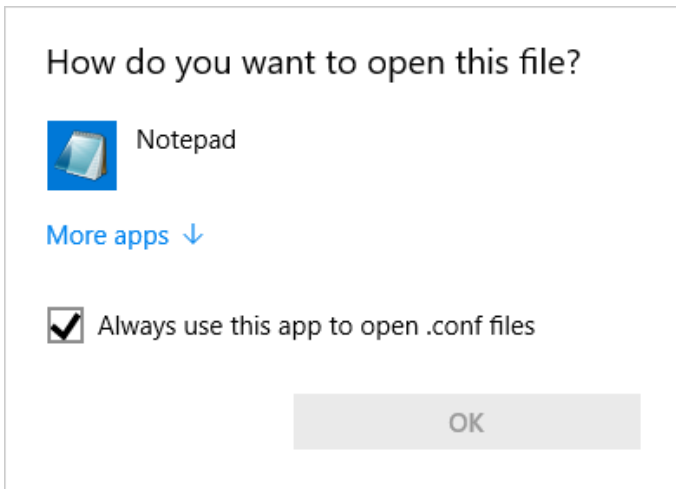 How do you want to open this file?
Notepad
More apps ↓
Always use this app to open .conf files
OK